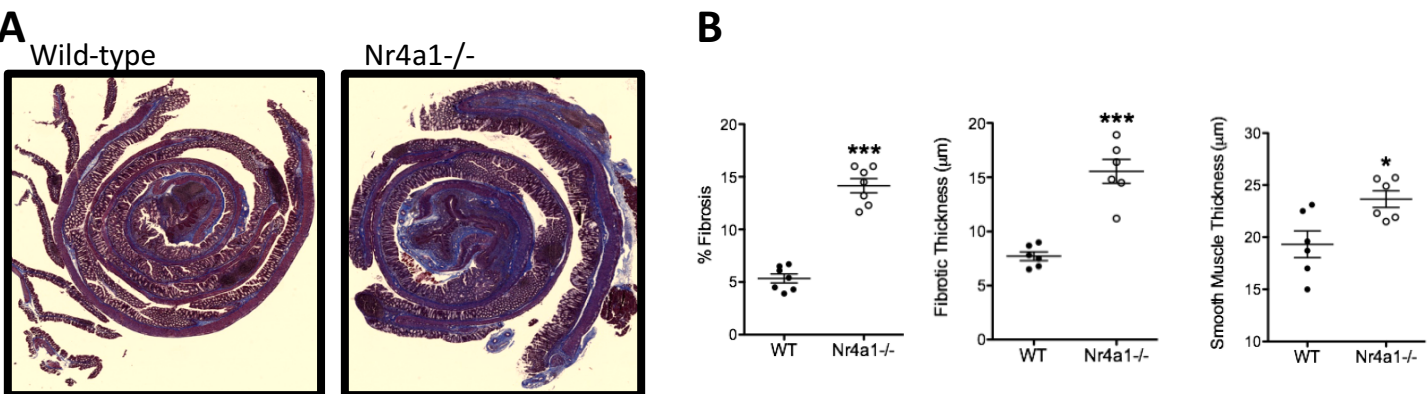 A
Wild-type
Nr4a1-/-
B
% Fibrosis
20
15
10
5
0
***
WT
Nr4a1-/-
Fibrotic Thickness (μm)
20
15
10
5
0
***
WT
Nr4a1-/-
Smooth Muscle Thickness (μm)
30
25
20
15
10
*
WT
Nr4a1-/-